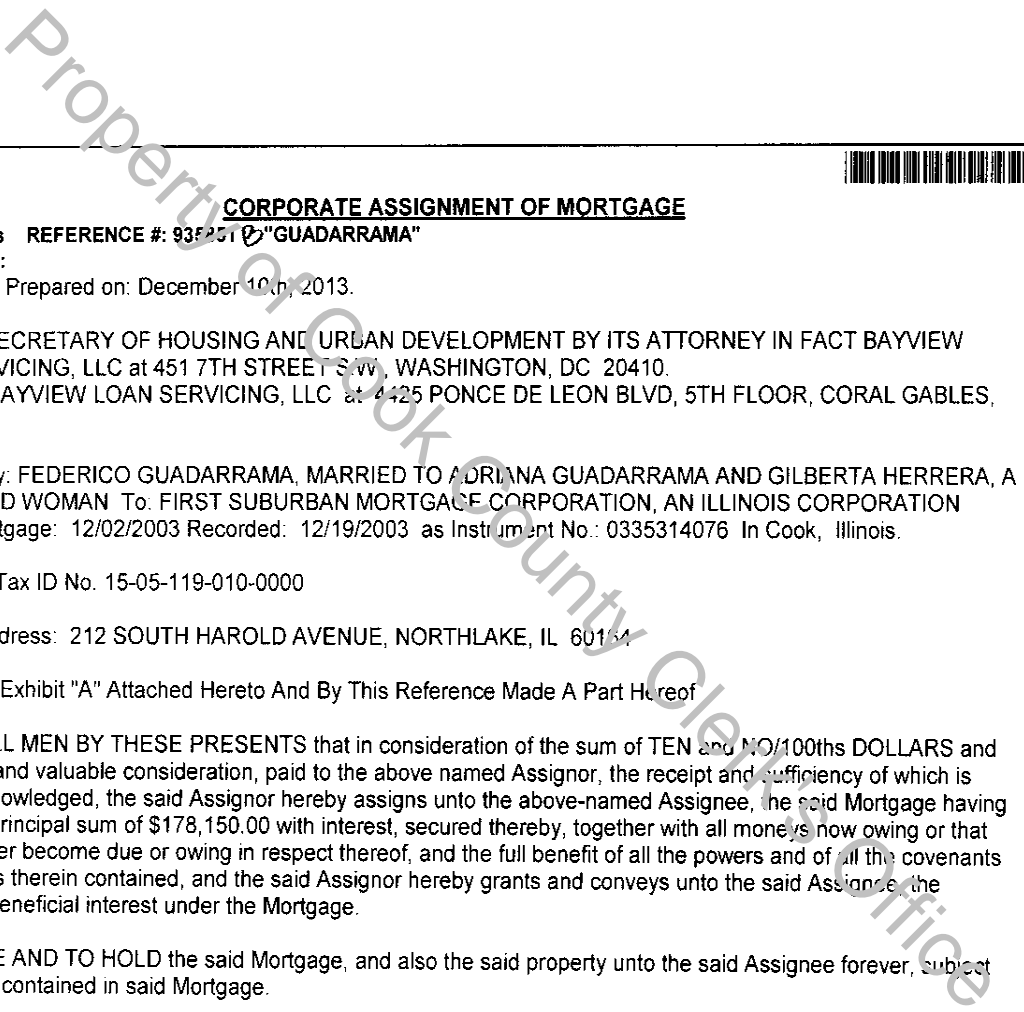 CORPORATE ASSIGNMENT OF MORTGAGE
s REFERENCE #: "GUADARRAMA"
:
Prepared on: December 10th, 2013.
ECRETARY OF HOUSING AND URBAN DEVELOPMENT BY ITS ATTORNEY IN FACT BAYVIEW
VICING, LLC at 451 7TH STREET S.W., WASHINGTON, DC 20410.
AYVIEW LOAN SERVICING, LLC at 4425 PONCE DE LEON BLVD, 5TH FLOOR, CORAL GABLES,
y: FEDERICO GUADARRAMA, MARRIED TO ADRIANA GUADARRAMA AND GILBERTA HERRERA, A
D WOMAN To: FIRST SUBURBAN MORTGAGE CORPORATION, AN ILLINOIS CORPORATION
tgage: 12/02/2003 Recorded: 12/19/2003 as Instrument No.: 0335314076 In Cook, Illinois.
Tax ID No. 15-05-119-010-0000
dress: 212 SOUTH HAROLD AVENUE, NORTHLAKE, IL 60164
Exhibit "A" Attached Hereto And By This Reference Made A Part Hereof
LL MEN BY THESE PRESENTS that in consideration of the sum of TEN and NO/100ths DOLLARS and
and valuable consideration, paid to the above named Assignor, the receipt and sufficiency of which is
owledged, the said Assignor hereby assigns unto the above-named Assignee, the said Mortgage having
rincipal sum of $178,150.00 with interest, secured thereby, together with all moneys now owing or that
er become due or owing in respect thereof, and the full benefit of all the powers and of all the covenants
s therein contained, and the said Assignor hereby grants and conveys unto the said Assignee, the
eneficial interest under the Mortgage.
E AND TO HOLD the said Mortgage, and also the said property unto the said Assignee forever, subject
contained in said Mortgage.
Property of Cook County Clerk's Office